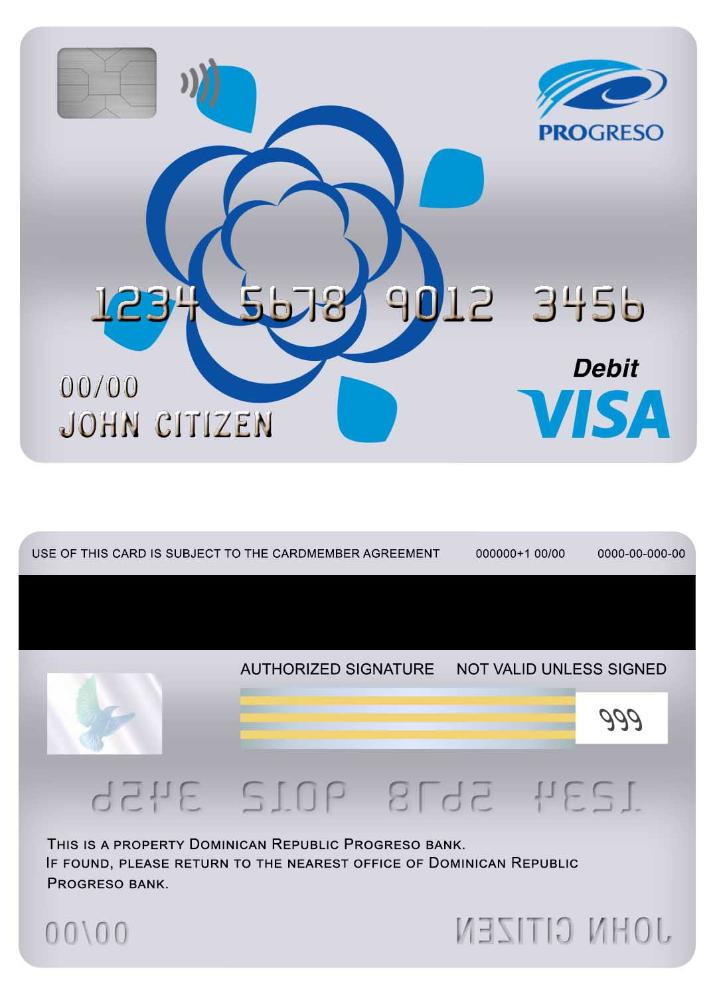 PROGRESO
1234 5678 9012 3456
Debit
00/00
VISA
JOHN CITIZEN
USE OF THIS CARD IS SUBJECT TO THE CARDMEMBER AGREEMENT 000000+1 00/00 0000-00-000-00
AUTHORIZED SIGNATURE NOT VALID UNLESS SIGNED
999
1234 5678 9012 3456
THIS IS A PROPERTY DOMINICAN REPUBLIC PROGRESO BANK.
IF FOUND, PLEASE RETURN TO THE NEAREST OFFICE OF DOMINICAN REPUBLIC
PROGRESO BANK.
00/00 JOHN CITIZEN